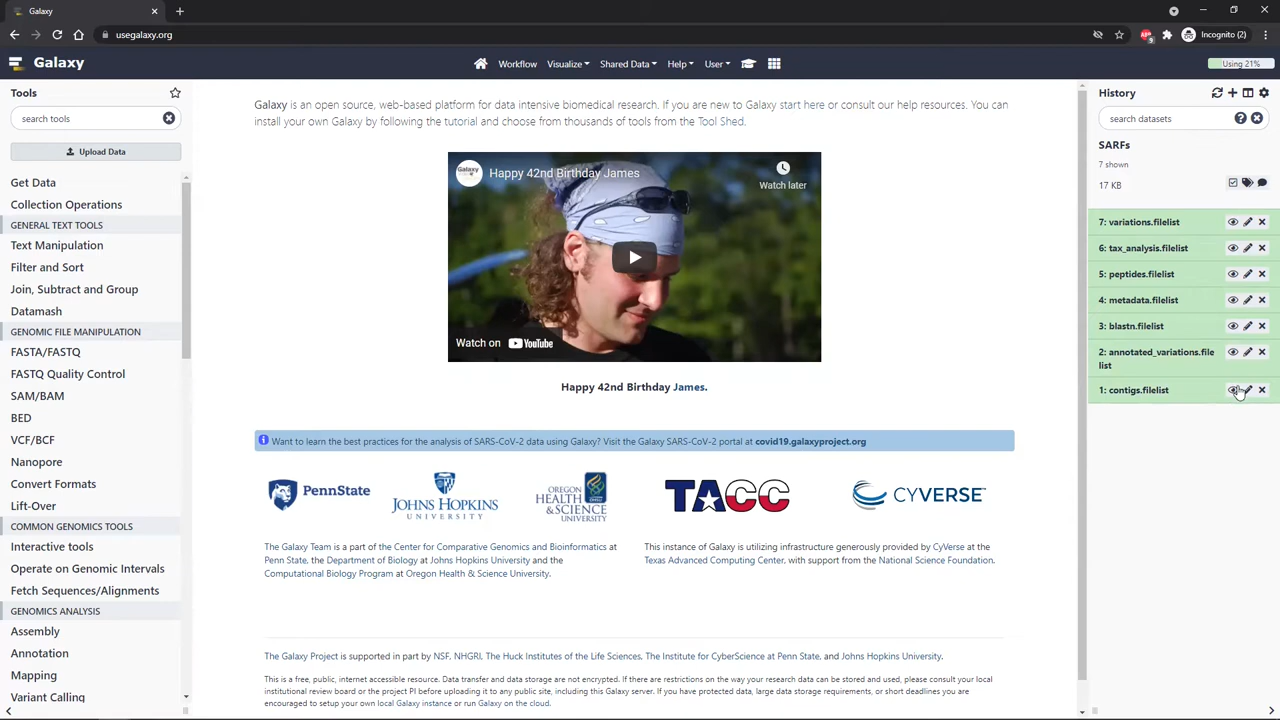 Galaxy
usegalaxy.org
Incognito (2)
9
Galaxy
Workflow
Visualize
Shared Data
Help
User
Using 21%
Tools
search tools
Upload Data
Get Data
Collection Operations
GENERAL TEXT TOOLS
Text Manipulation
Filter and Sort
Join, Subtract and Group
Datamash
GENOMIC FILE MANIPULATION
FASTA/FASTQ
FASTQ Quality Control
SAM/BAM
BED
VCF/BCF
Nanopore
Convert Formats
Lift-Over
COMMON GENOMICS TOOLS
Interactive tools
Operate on Genomic Intervals
Fetch Sequences/Alignments
GENOMICS ANALYSIS
Assembly
Annotation
Mapping
Variant Calling
Galaxy is an open source, web-based platform for data intensive biomedical research. If you are new to Galaxy start here or consult our help resources. You can
install your own Galaxy by following the tutorial and choose from thousands of tools from the Tool Shed.
Galaxy
Happy 42nd Birthday James
Watch later
Watch on YouTube
Happy 42nd Birthday James.
Want to learn the best practices for the analysis of SARS-CoV-2 data using Galaxy? Visit the Galaxy SARS-CoV-2 portal at covid19.galaxyproject.org
PennState
JOHNS HOPKINS
UNIVERSITY
OREGON
HEALTH
& SCIENCE
UNIVERSITY
TACC
CYVERSE
The Galaxy Team is a part of the Center for Comparative Genomics and Bioinformatics at
Penn State, the Department of Biology at Johns Hopkins University and the
Computational Biology Program at Oregon Health & Science University.
This instance of Galaxy is utilizing infrastructure generously provided by CyVerse at the
Texas Advanced Computing Center, with support from the National Science Foundation.
The Galaxy Project is supported in part by NSF, NHGRI, The Huck Institutes of the Life Sciences, The Institute for CyberScience at Penn State, and Johns Hopkins University.
This is a free, public, internet accessible resource. Data transfer and data storage are not encrypted. If there are restrictions on the way your research data can be stored and used, please consult your local
institutional review board or the project PI before uploading it to any public site, including this Galaxy server. If you have protected data, large data storage requirements, or short deadlines you are
encouraged to setup your own local Galaxy instance or run Galaxy on the cloud.
History
search datasets
SARFs
7 shown
17 KB
7: variations.filelist
6: tax_analysis.filelist
5: peptides.filelist
4: metadata.filelist
3: blastn.filelist
2: annotated_variations.file
list
1: contigs.filelist